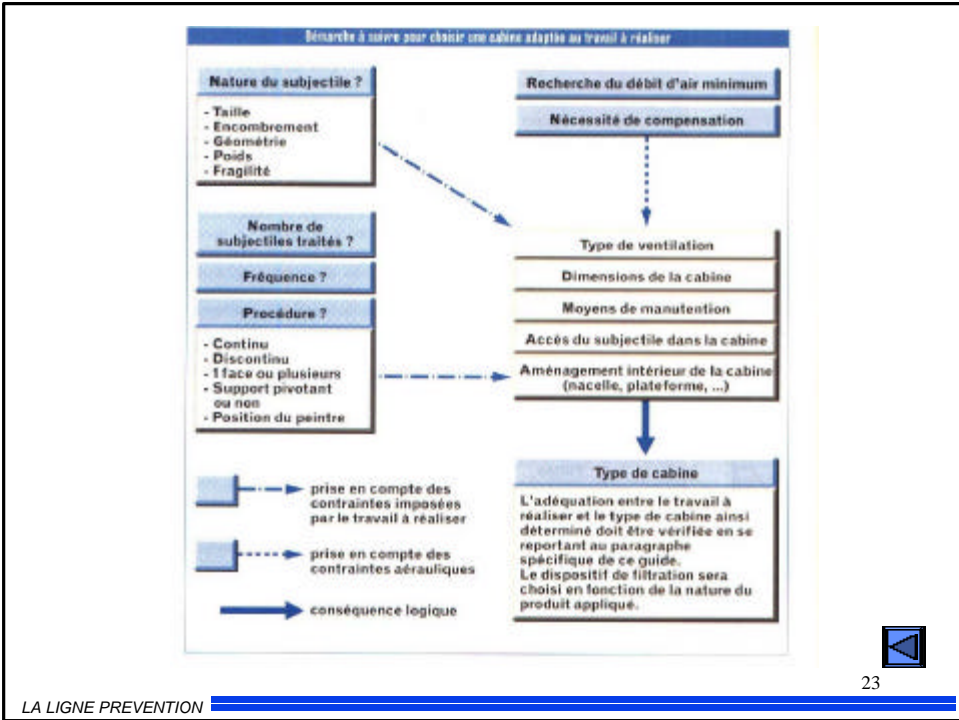 Démarche à suivre pour choisir une cabine adaptée au travail à réaliser
Nature du subjectile ?
- Taille
- Encombrement
- Géométrie
- Poids
- Fragilité
Nombre de
subjectiles traités ?
Fréquence ?
Procédure ?
- Continu
- Discontinu
- 1 face ou plusieurs
- Support pivotant
ou non
- Position du peintre
Recherche du débit d'air minimum
Nécessité de compensation
Type de ventilation
Dimensions de la cabine
Moyens de manutention
Accès du subjectile dans la cabine
Aménagement intérieur de la cabine
(nacelle, plateforme, ...)
Type de cabine
L'adéquation entre le travail à
réaliser et le type de cabine ainsi
déterminé doit être vérifiée en se
reportant au paragraphe
spécifique de ce guide.
Le dispositif de filtration sera
choisi en fonction de la nature du
produit appliqué.
prise en compte des
contraintes imposées
par le travail à réaliser
prise en compte des
contraintes aérauliques
conséquence logique
23
LA LIGNE PREVENTION